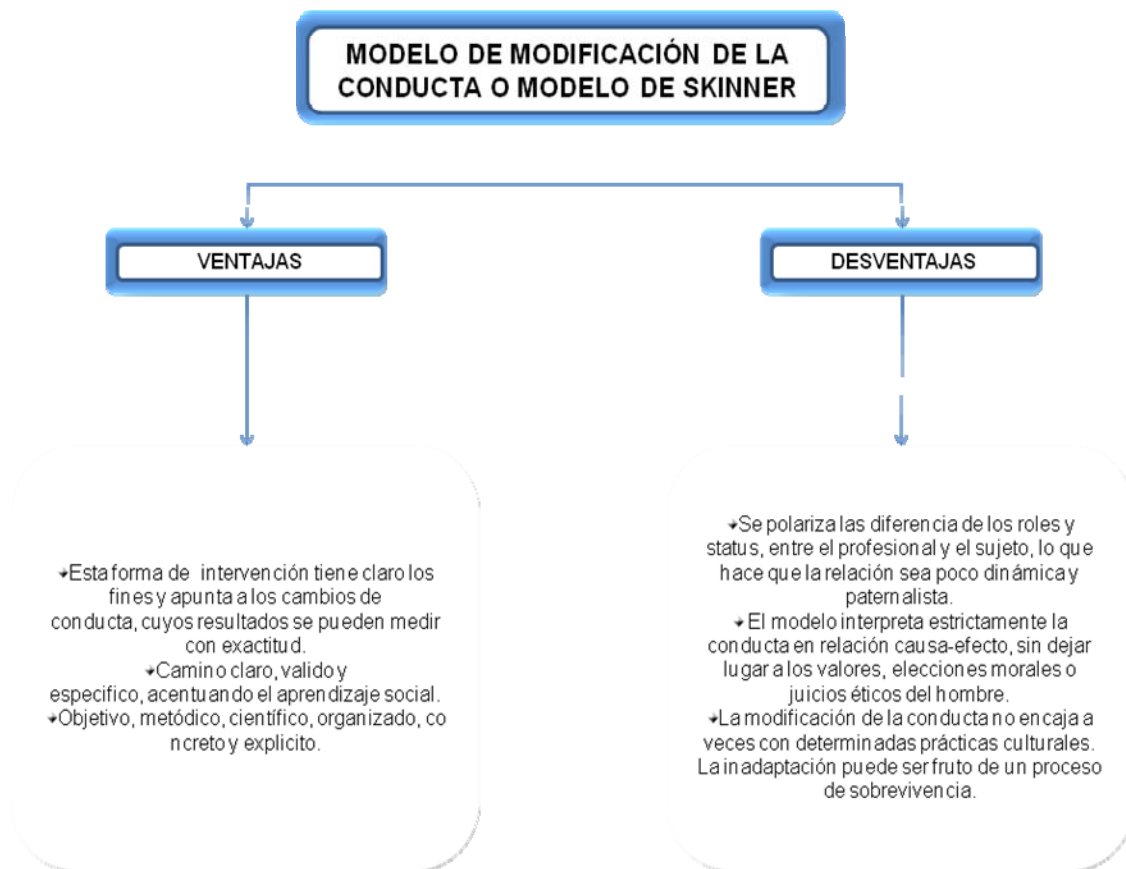 MODELO DE MODIFICACIÓN DE LA
CONDUCTA O MODELO DE SKINNER
VENTAJAS
DESVENTAJAS
Esta forma de intervención tiene claro los
fines y apunta a los cambios de
conducta, cuyos resultados se pueden medir
con exactitud.
Camino claro, valido y
especifico, acentuando el aprendizaje social.
Objetivo, metódico, científico, organizado, co
ncreto y explicito.
Se polariza las diferencia de los roles y
status, entre el profesional y el sujeto, lo que
hace que la relación sea poco dinámica y
paternalista.
El modelo interpreta estrictamente la
conducta en relación causa-efecto, sin dejar
lugar a los valores, elecciones morales o
juicios éticos del hombre.
La modificación de la conducta no encaja a
veces con determinadas prácticas culturales.
La inadaptación puede ser fruto de un proceso
de sobrevivencia.